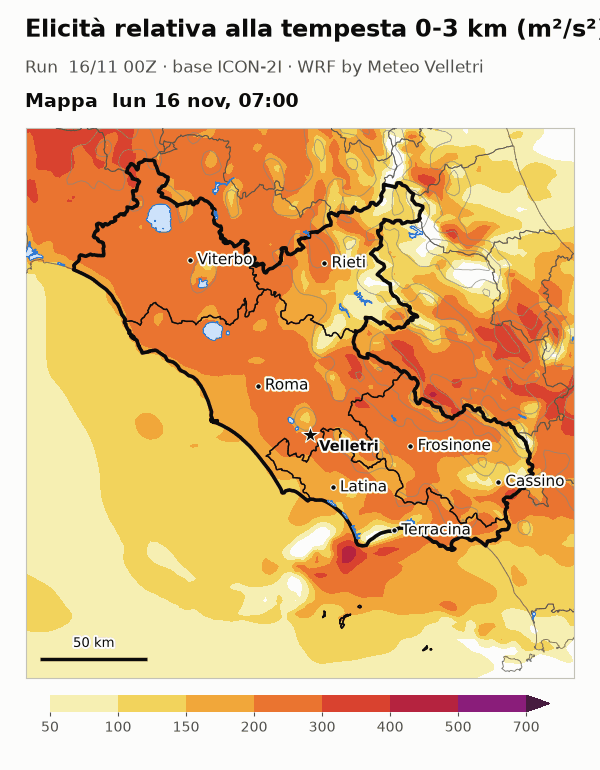 Elicità relativa alla tempesta 0-3 km (m²/s²)
Run  16/11 00Z · base ICON-2I · WRF by Meteo Velletri
Mappa  lun 16 nov, 07:00
Viterbo
Rieti
Roma
Velletri
Frosinone
Cassino
Latina
Terracina
50 km
50 100 150 200 300 400 500 700